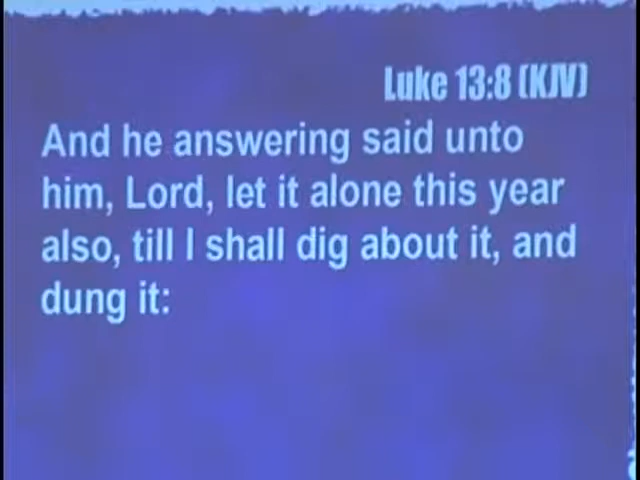 Luke 13:8 (KJV)
And he answering said unto
him, Lord, let it alone this year
also, till I shall dig about it, and
dung it: